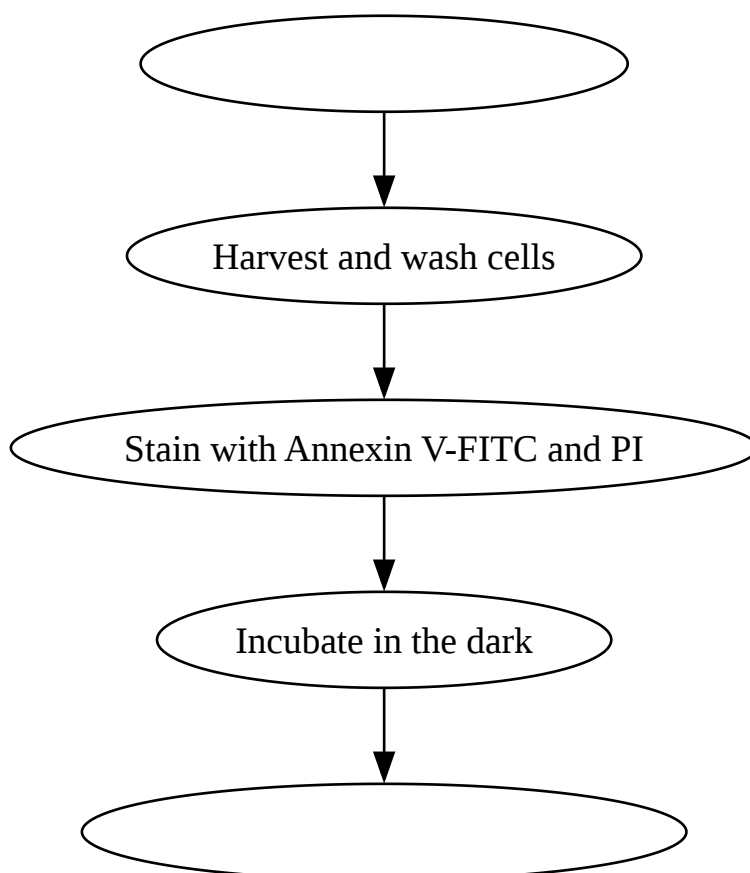 Harvest and wash cells
Stain with Annexin V-FITC and PI
Incubate in the dark